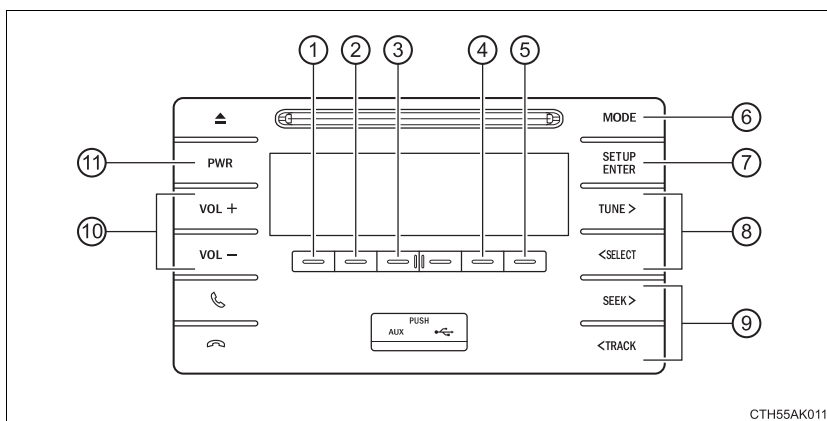 1 2 3 4 5
MODE
6
11
PWR
SETUP
ENTER
7
10
VOL +
VOL −
TUNE >
<SELECT
8
SEEK >
<TRACK
9
PUSH
AUX
CTH55AK011